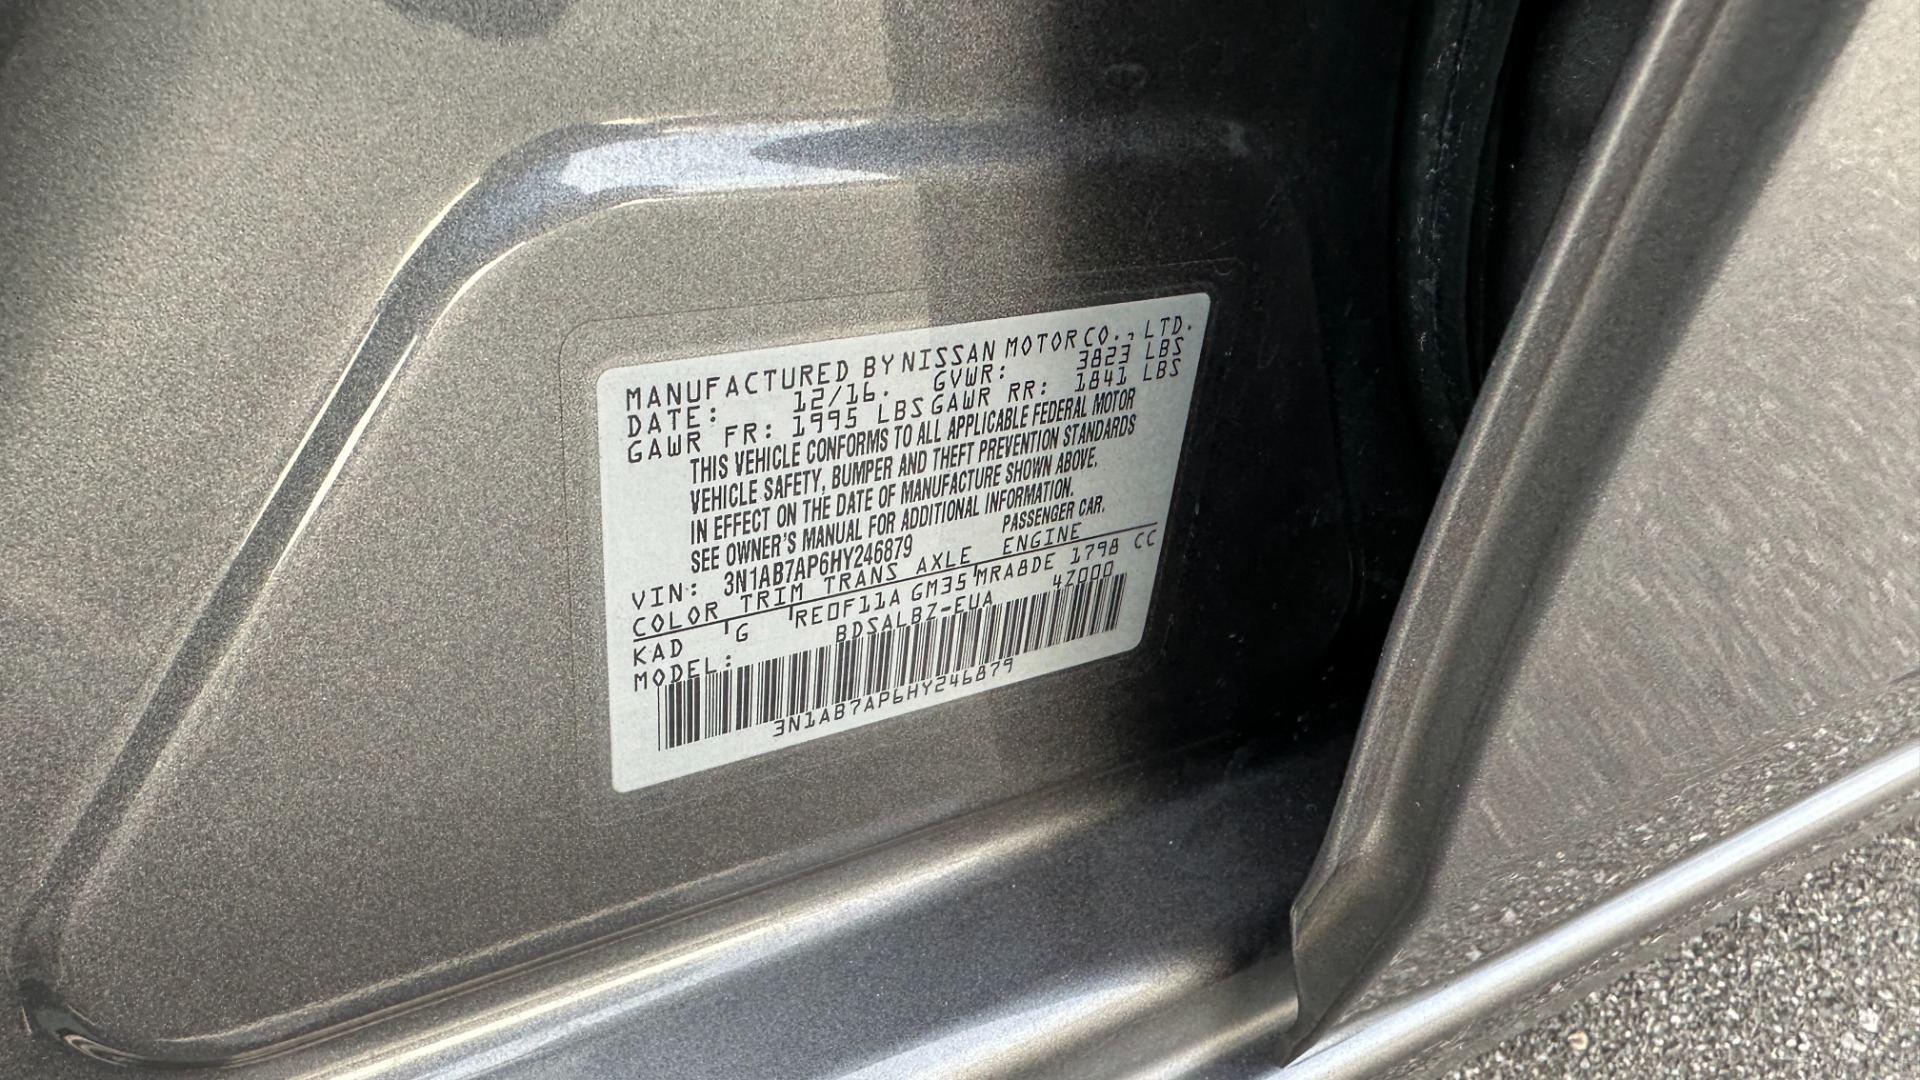 MANUFACTURED BY NISSAN MOTOR CO., LTD.
DATE: 12/16. GVWR: 3823 LBS
GAWR FR: 1995 LBS GAWR RR: 1841 LBS
THIS VEHICLE CONFORMS TO ALL APPLICABLE FEDERAL MOTOR
VEHICLE SAFETY, BUMPER AND THEFT PREVENTION STANDARDS
IN EFFECT ON THE DATE OF MANUFACTURE SHOWN ABOVE.
SEE OWNER'S MANUAL FOR ADDITIONAL INFORMATION.
VIN: 3N1AB7AP6HY246879 PASSENGER CAR.
COLOR TRIM TRANS AXLE ENGINE
KAD G RE0F11A GM35 MRA8DE 1798 CC
MODEL: BDSALBZ-EUA 4Z000
3N1AB7AP6HY246879